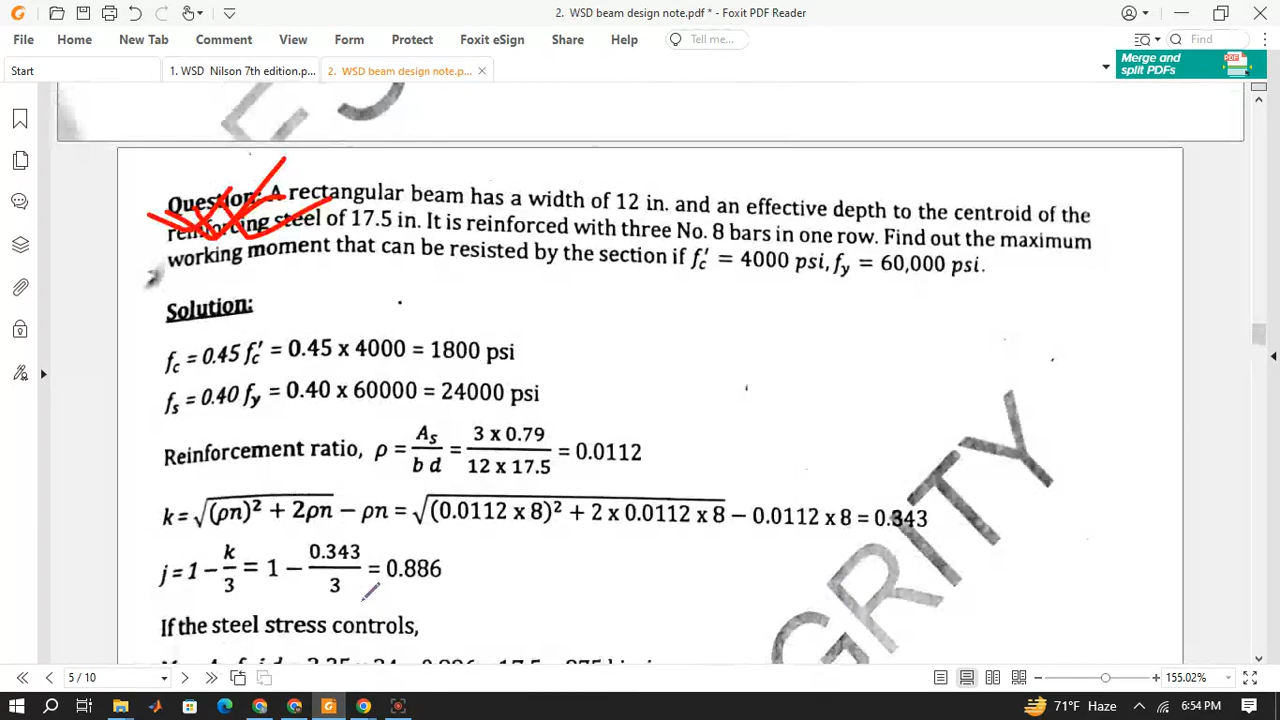 2. WSD beam design note.pdf * - Foxit PDF Reader
File Home New Tab Comment View Form Protect Foxit eSign Share Help Tell me... Find
Start 1. WSD Nilson 7th edition.p... 2. WSD beam design note.p... Merge and split PDFs
Question: A rectangular beam has a width of 12 in. and an effective depth to the centroid of the
reinforcing steel of 17.5 in. It is reinforced with three No. 8 bars in one row. Find out the maximum
working moment that can be resisted by the section if f_c' = 4000 psi, f_y = 60,000 psi.
Solution:
f_c = 0.45 f_c' = 0.45 x 4000 = 1800 psi
f_s = 0.40 f_y = 0.40 x 60000 = 24000 psi
Reinforcement ratio, ρ = A_s / b d = 3 x 0.79 / 12 x 17.5 = 0.0112
k = √(ρn)² + 2ρn − ρn = √(0.0112 x 8)² + 2 x 0.0112 x 8 − 0.0112 x 8 = 0.343
j = 1 − k/3 = 1 − 0.343/3 = 0.886
GRITY
If the steel stress controls,
5 / 10 155.02%
71°F Haze 6:54 PM